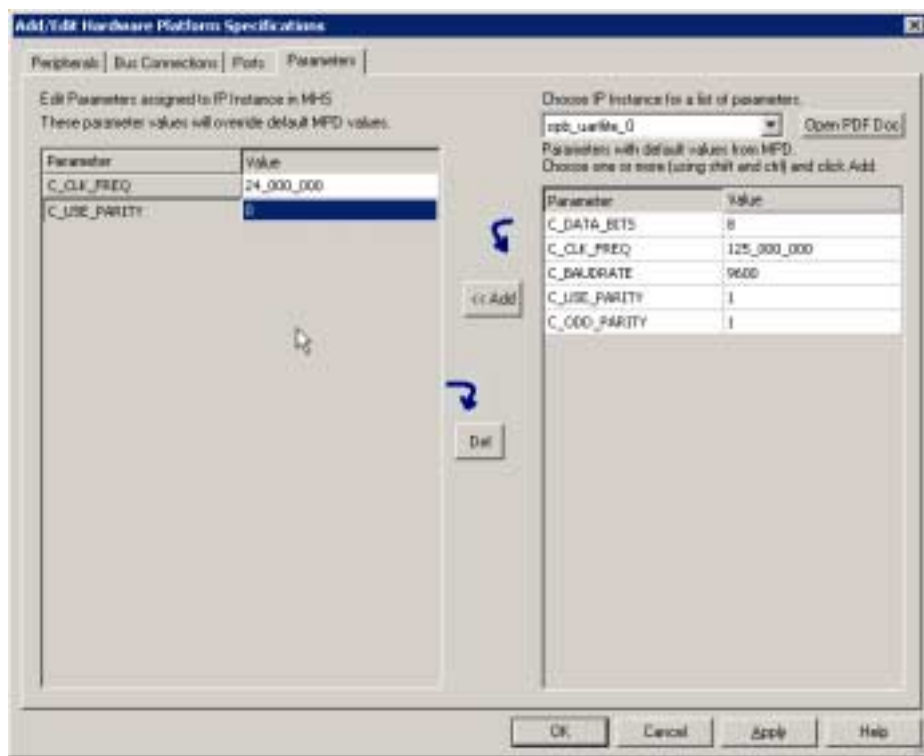 Add/Edit Hardware Platform Specifications
Peripherals Bus Connections Ports Parameters
Edit Parameters assigned to IP Instance in MHS
These parameter values will override default MPD values.
Parameter Value
C_CLK_FREQ 24_000_000
C_USE_PARITY 0
<< Add
Del
Choose IP Instance for a list of parameters.
opb_uartlite_0 Open PDF Doc
Parameters with default values from MPD.
Choose one or more (using shift and ctrl) and click Add.
Parameter Value
C_DATA_BITS 8
C_CLK_FREQ 125_000_000
C_BAUDRATE 9600
C_USE_PARITY 1
C_ODD_PARITY 1
OK Cancel Apply Help